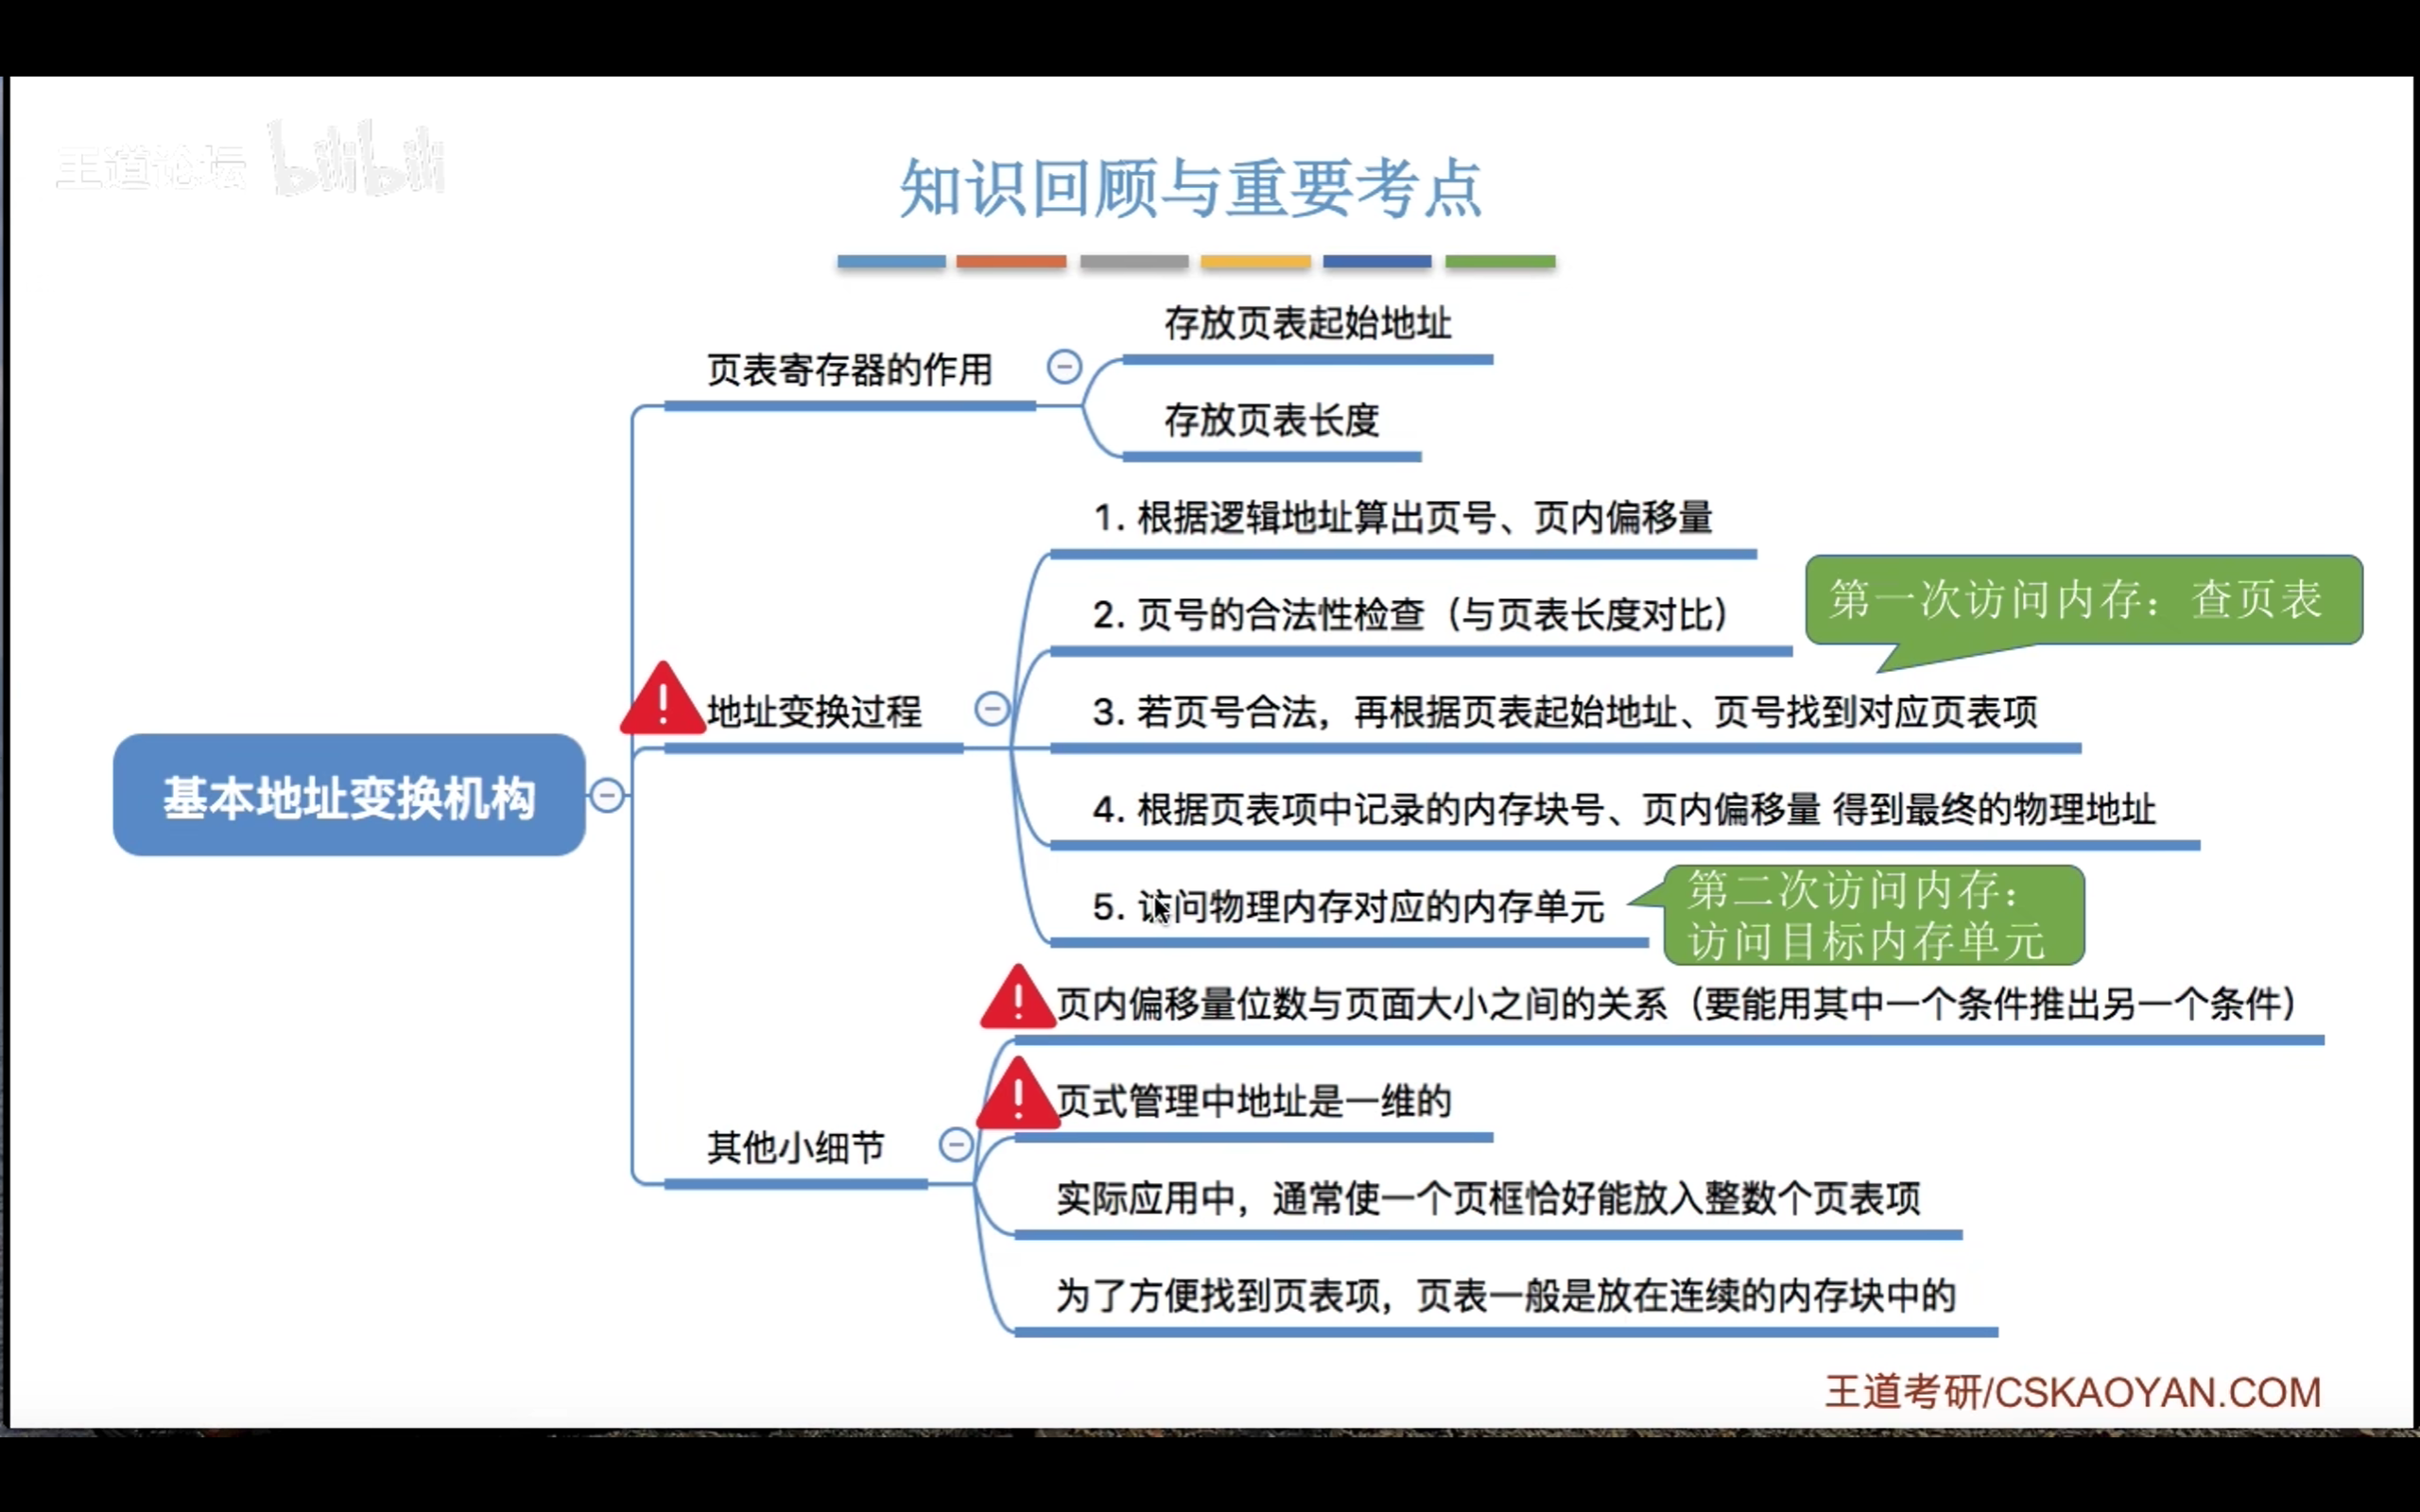 王道论坛 bilibili
知识回顾与重要考点
存放页表起始地址
页表寄存器的作用
存放页表长度
1. 根据逻辑地址算出页号、页内偏移量
2. 页号的合法性检查（与页表长度对比）
第一次访问内存：查页表
地址变换过程
3. 若页号合法，再根据页表起始地址、页号找到对应页表项
基本地址变换机构
4. 根据页表项中记录的内存块号、页内偏移量 得到最终的物理地址
5. 访问物理内存对应的内存单元
第二次访问内存：
访问目标内存单元
页内偏移量位数与页面大小之间的关系（要能用其中一个条件推出另一个条件）
页式管理中地址是一维的
其他小细节
实际应用中，通常使一个页框恰好能放入整数个页表项
为了方便找到页表项，页表一般是放在连续的内存块中的
王道考研/CSKAOYAN.COM